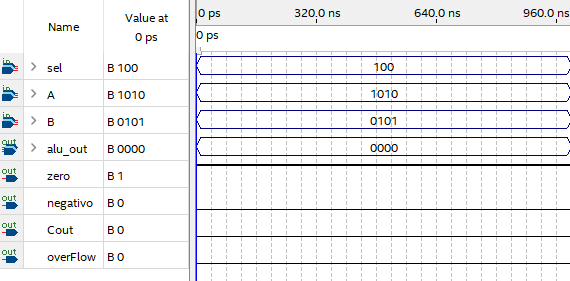 Name Value at 0 ps 0 ps 320.0 ns 640.0 ns 960.0 ns
0 ps
in sel B 100 100
in A B 1010 1010
in B B 0101 0101
out alu_out B 0000 0000
out zero B 1
out negativo B 0
out Cout B 0
out overFlow B 0